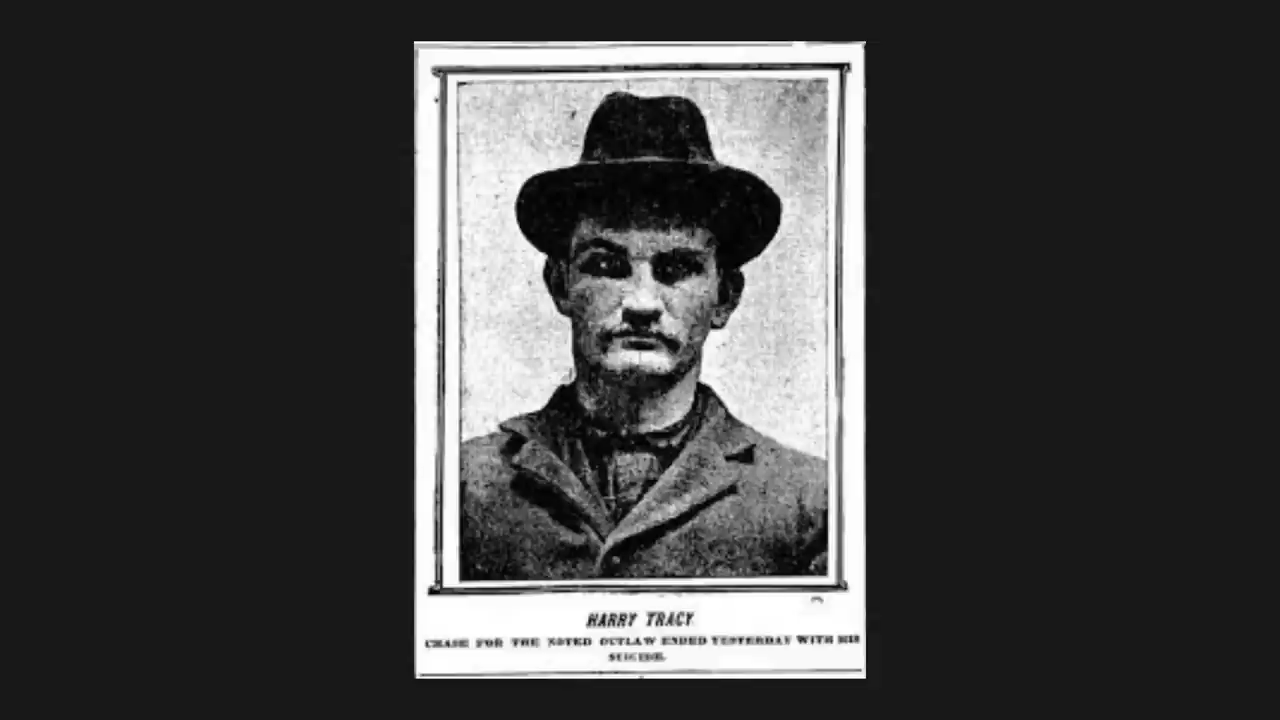 HARRY TRACY
CHASE FOR THE NOTED OUTLAW ENDED YESTERDAY WITH HIS
SUICIDE.